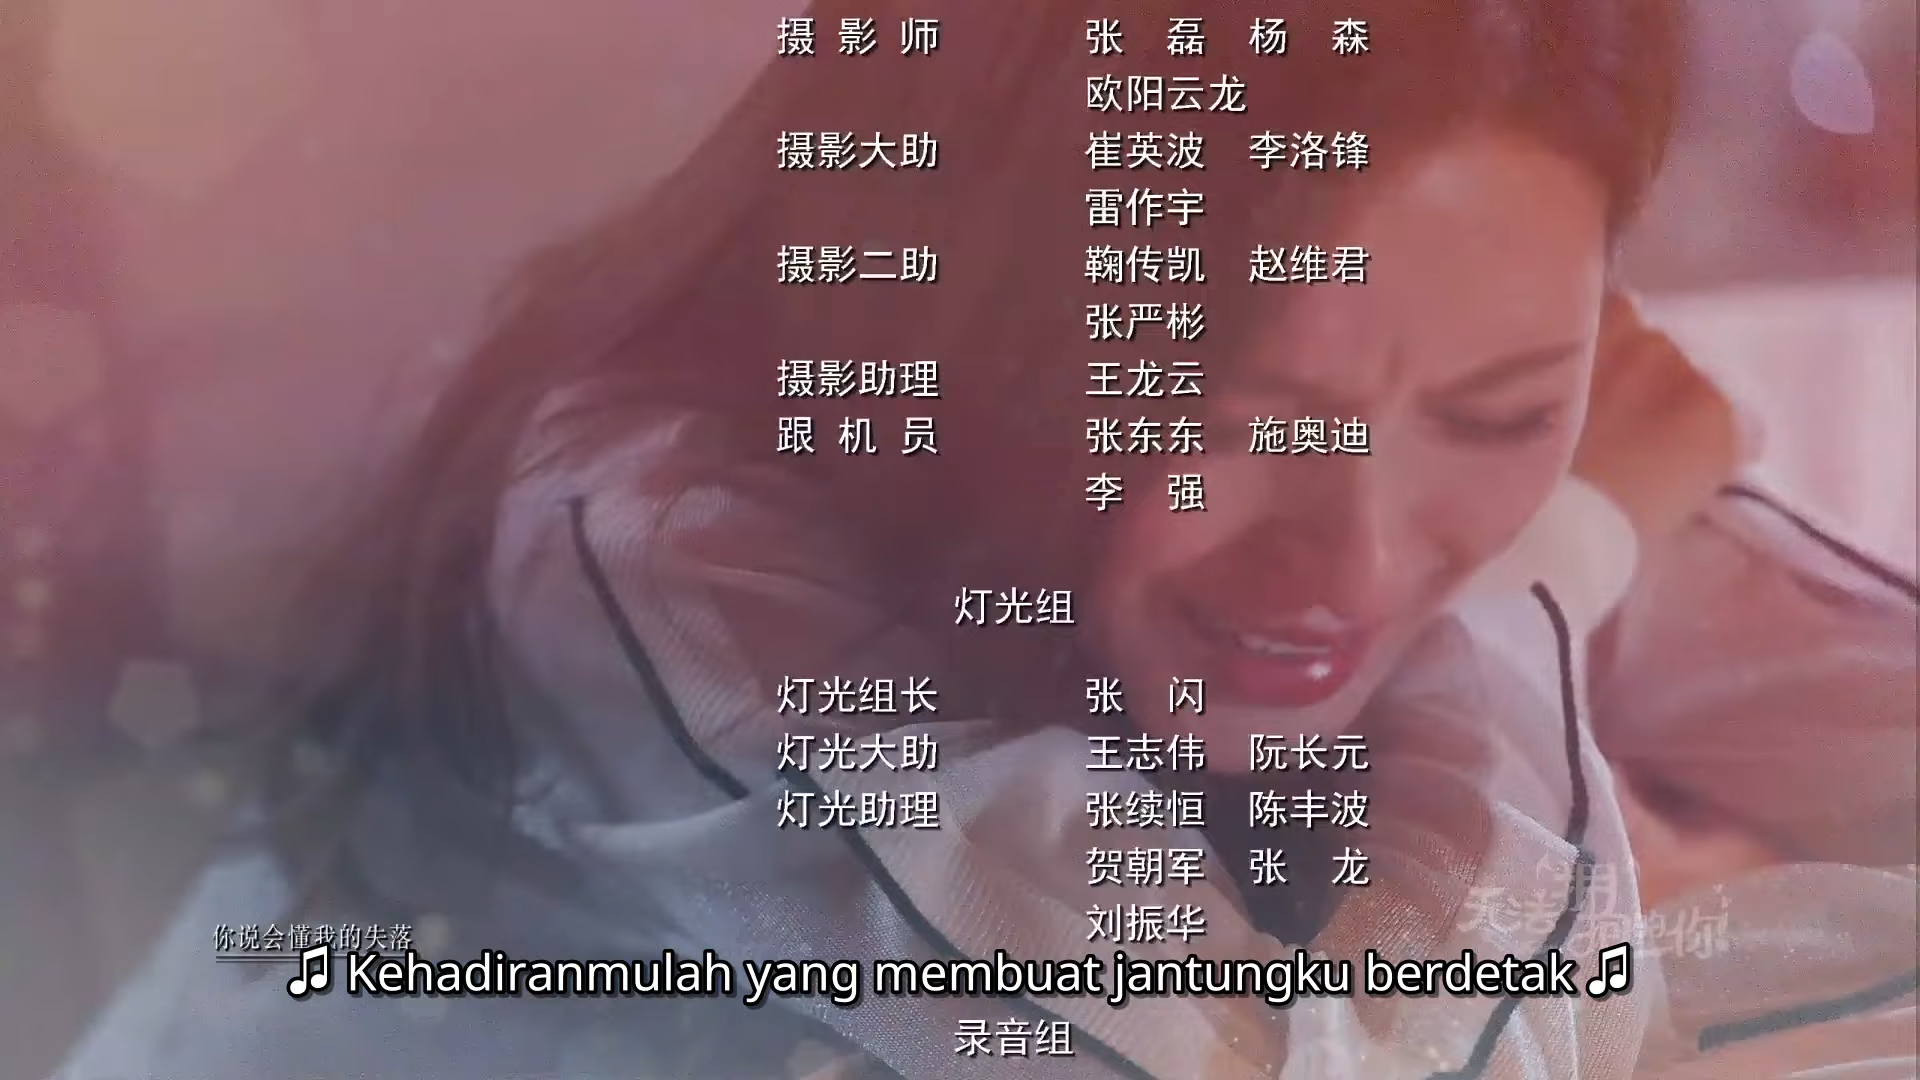 摄影师 张磊 杨森
欧阳云龙
摄影大助 崔英波 李洛锋
雷作宇
摄影二助 鞠传凯 赵维君
张严彬
摄影助理 王龙云
跟机员 张东东 施奥迪
李强
灯光组
灯光组长 张闪
灯光大助 王志伟 阮长元
灯光助理 张续恒 陈丰波
贺朝军 张龙
刘振华
无法拥抱你
你说会懂我的失落
♫ Kehadiranmulah yang membuat jantungku berdetak ♫
录音组